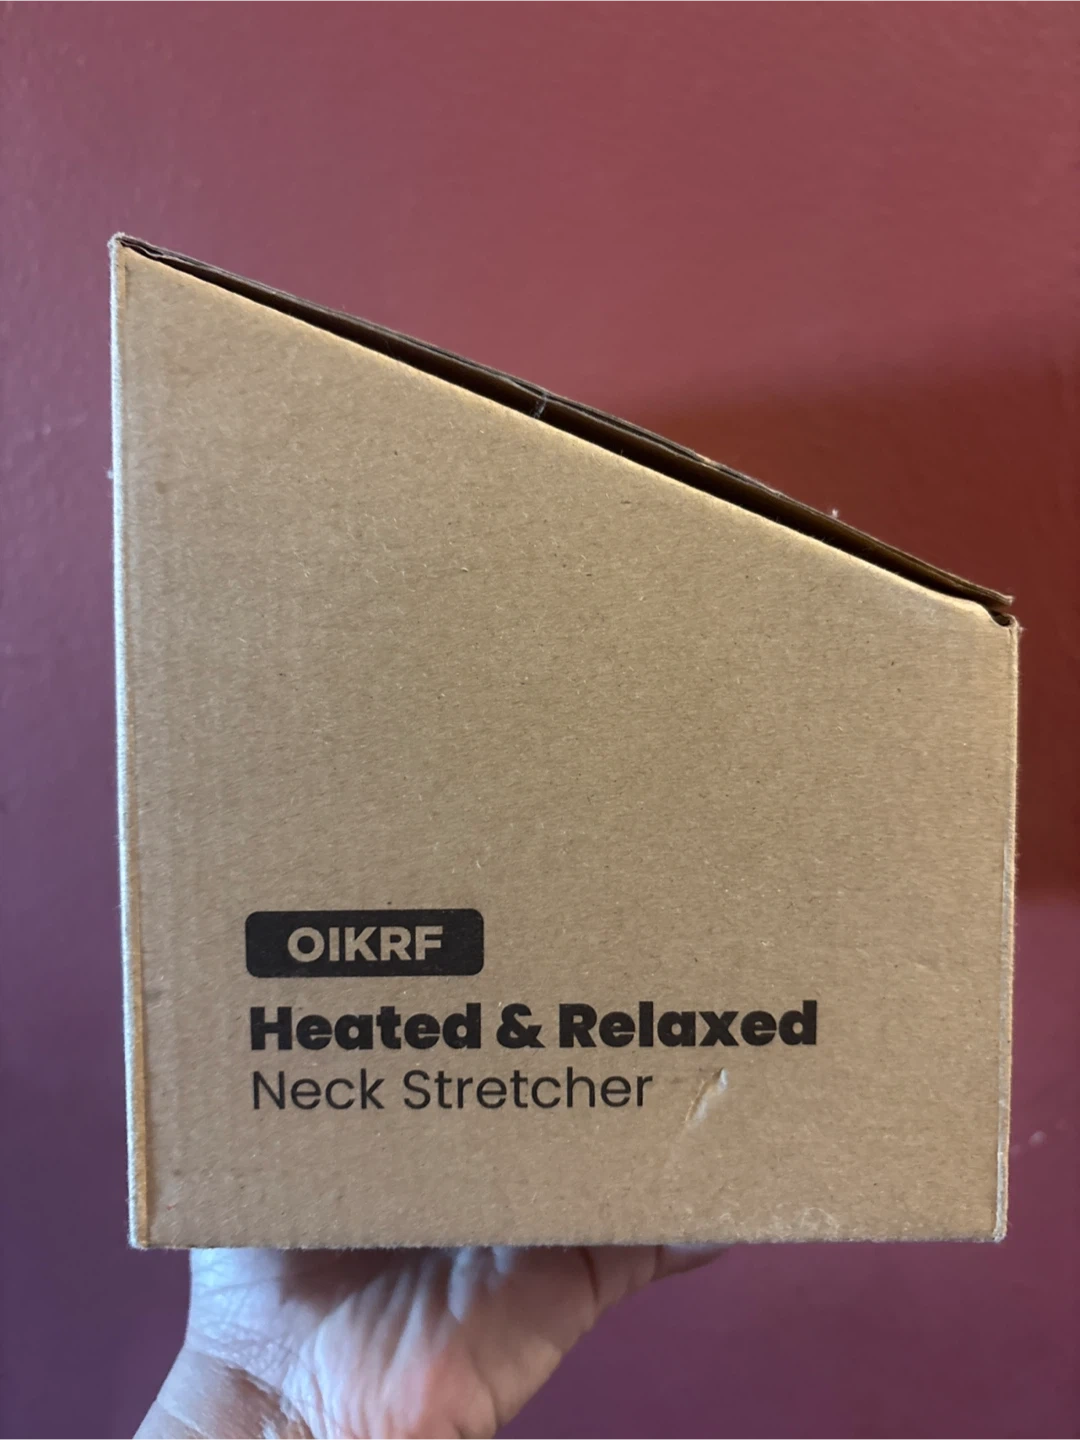 OIKRF
Heated & Relaxed
Neck Stretcher